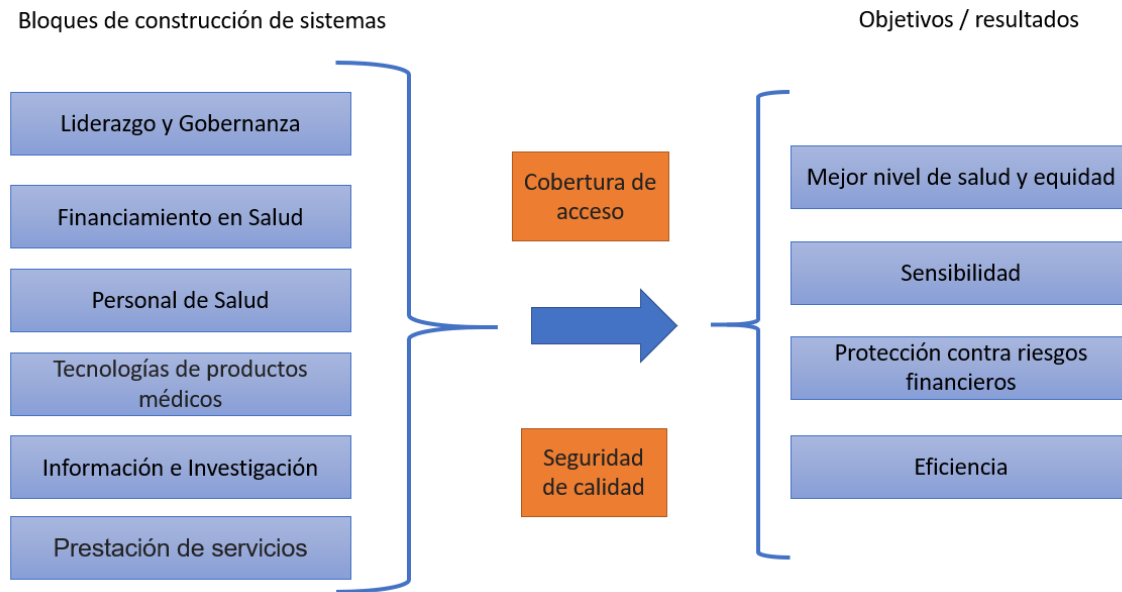 Bloques de construcción de sistemas
Objetivos / resultados
Liderazgo y Gobernanza
Financiamiento en Salud
Personal de Salud
Tecnologías de productos
médicos
Información e Investigación
Prestación de servicios
Cobertura de
acceso
Seguridad
de calidad
Mejor nivel de salud y equidad
Sensibilidad
Protección contra riesgos
financieros
Eficiencia